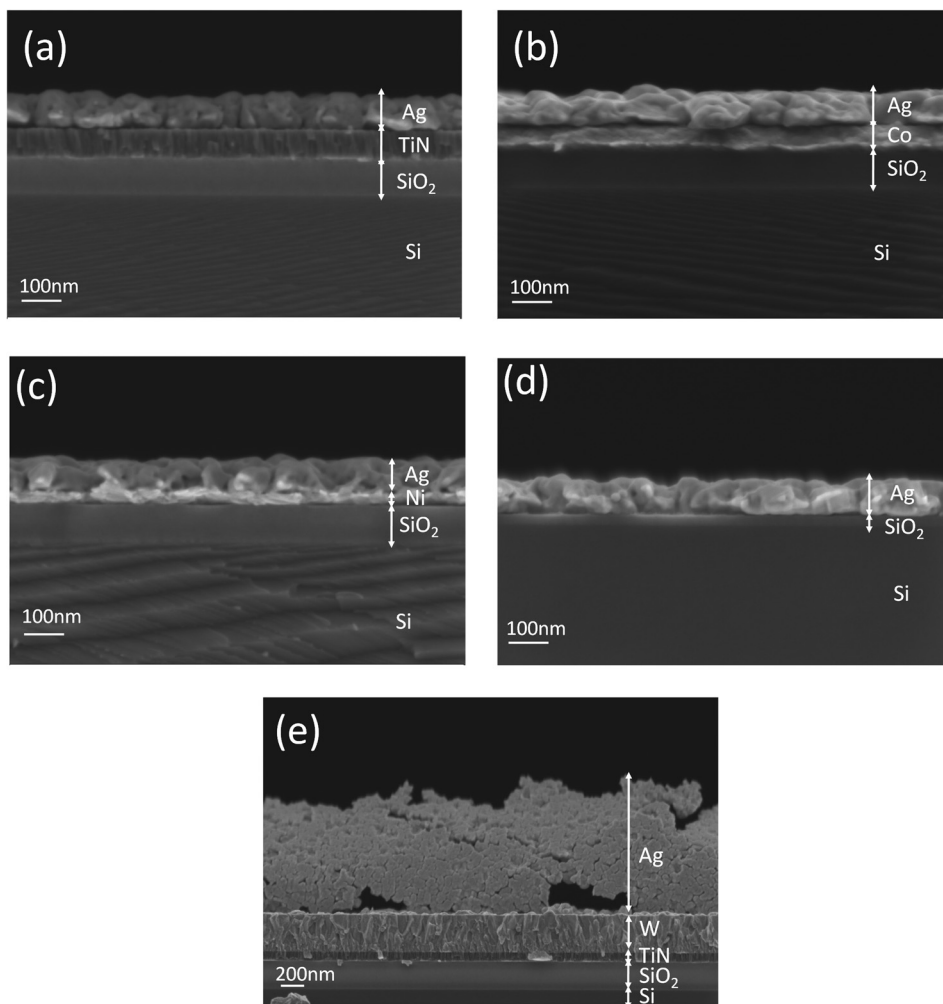 (a)
Ag
TiN
SiO₂
Si
100nm
(b)
Ag
Co
SiO₂
Si
100nm
(c)
Ag
Ni
SiO₂
Si
100nm
(d)
Ag
SiO₂
Si
100nm
(e)
Ag
W
TiN
SiO₂
Si
200nm